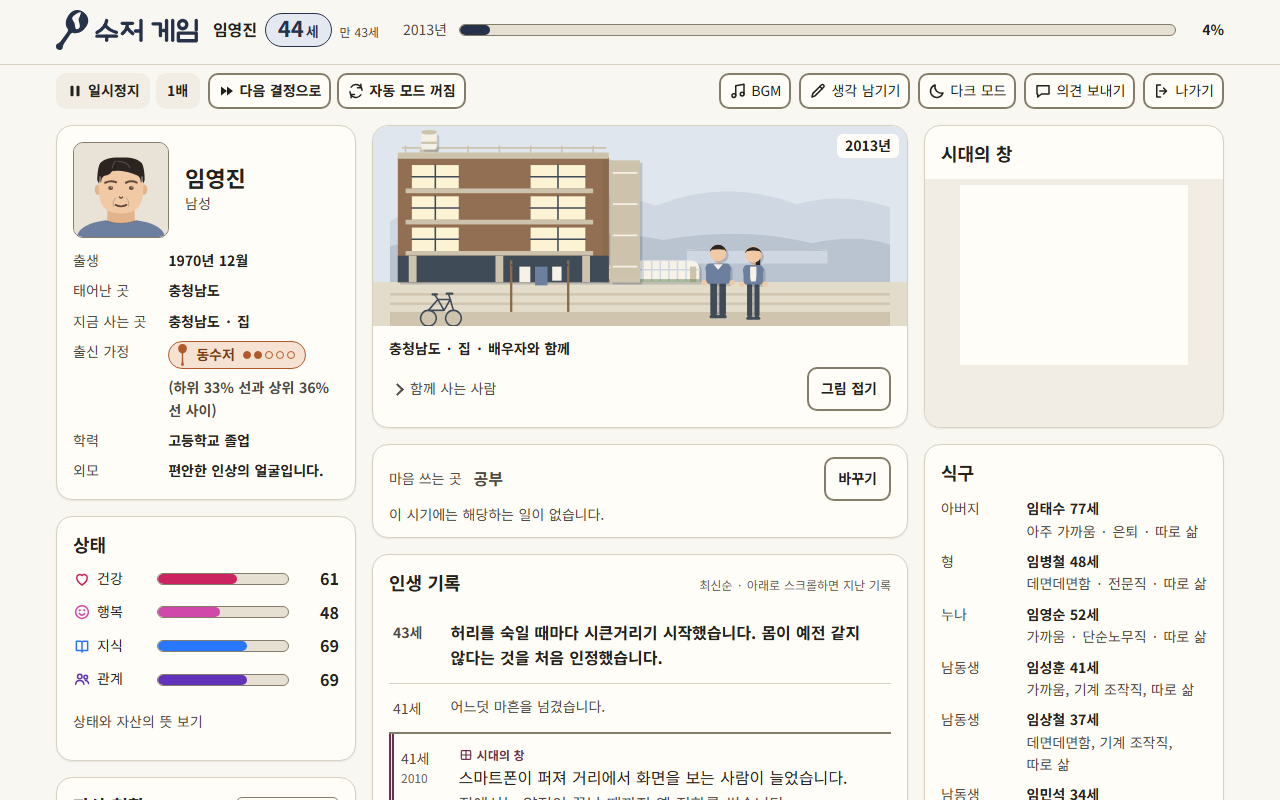 수저 게임 임영진 44세 만 43세 2013년 4%
일시정지 1배 다음 결정으로 자동 모드 꺼짐 BGM 생각 남기기 다크 모드 의견 보내기 나가기
임영진
남성
출생 1970년 12월
태어난 곳 충청남도
지금 사는 곳 충청남도 · 집
출신 가정 동수저
(하위 33% 선과 상위 36%
선 사이)
학력 고등학교 졸업
외모 편안한 인상의 얼굴입니다.
상태
건강 61
행복 48
지식 69
관계 69
상태와 자산의 뜻 보기
2013년
충청남도 · 집 · 배우자와 함께
함께 사는 사람 그림 접기
마음 쓰는 곳 공부 바꾸기
이 시기에는 해당하는 일이 없습니다.
인생 기록 최신순 · 아래로 스크롤하면 지난 기록
43세 허리를 숙일 때마다 시큰거리기 시작했습니다. 몸이 예전 같지
않다는 것을 처음 인정했습니다.
41세 어느덧 마흔을 넘겼습니다.
41세 시대의 창
2010 스마트폰이 퍼져 거리에서 화면을 보는 사람이 늘었습니다.
시대의 창
식구
아버지 임태수 77세
아주 가까움 · 은퇴 · 따로 삶
형 임병철 48세
데면데면함 · 전문직 · 따로 삶
누나 임영순 52세
가까움 · 단순노무직 · 따로 삶
남동생 임성훈 41세
가까움, 기계 조작직, 따로 삶
남동생 임상철 37세
데면데면함, 기계 조작직,
따로 삶
남동생 임민석 34세